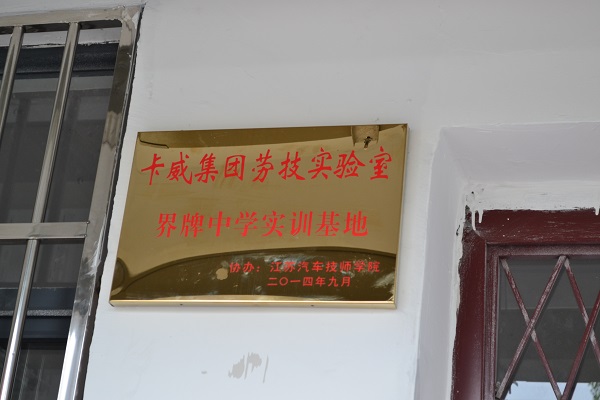 卡威集团劳技实验室
界牌中学实训基地
协办：江苏汽车技师学院
二〇一四年九月